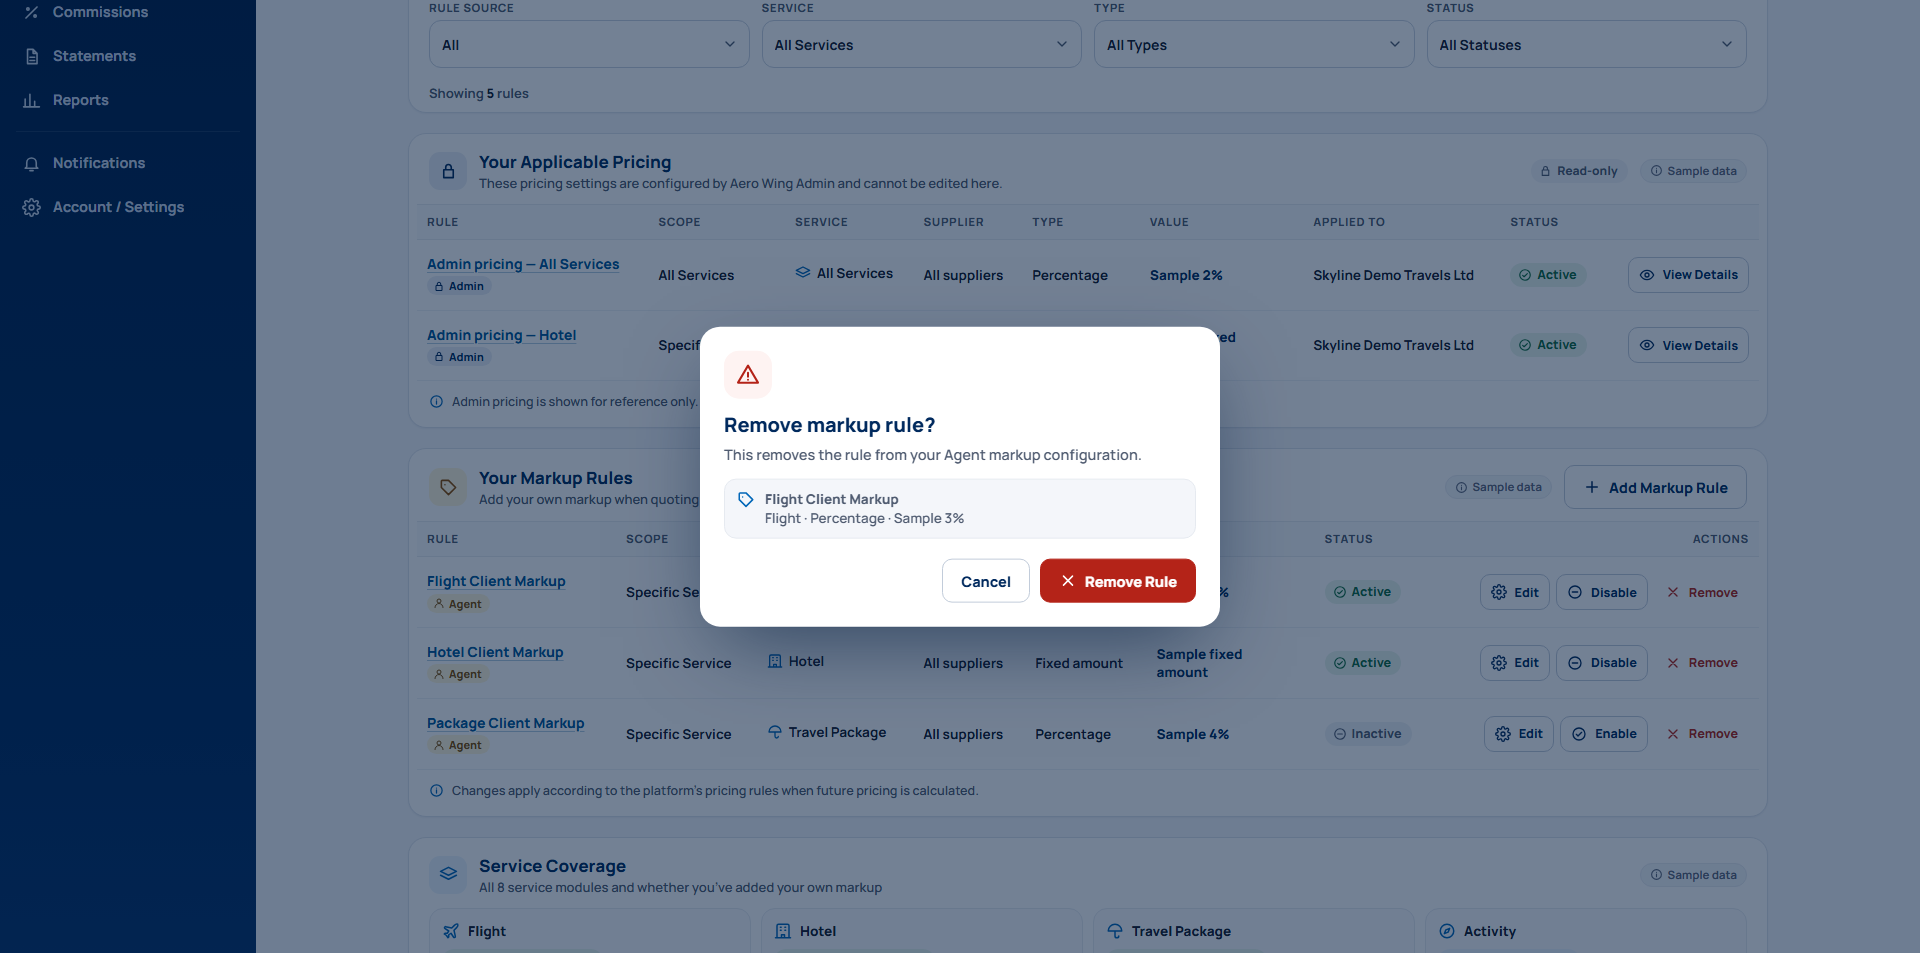 Commissions
Statements
Reports
Notifications
Account / Settings
RULE SOURCE
SERVICE
TYPE
STATUS
All
All Services
All Types
All Statuses
Showing 5 rules
Your Applicable Pricing
These pricing settings are configured by Aero Wing Admin and cannot be edited here.
Read-only
Sample data
RULE
SCOPE
SERVICE
SUPPLIER
TYPE
VALUE
APPLIED TO
STATUS
Admin pricing — All Services
Admin
All Services
All Services
All suppliers
Percentage
Sample 2%
Skyline Demo Travels Ltd
Active
View Details
Admin pricing — Hotel
Admin
Skyline Demo Travels Ltd
Active
View Details
Admin pricing is shown for reference only.
Remove markup rule?
This removes the rule from your Agent markup configuration.
Flight Client Markup
Flight · Percentage · Sample 3%
Cancel
Remove Rule
Your Markup Rules
Add your own markup when quoting
Sample data
Add Markup Rule
RULE
SCOPE
STATUS
ACTIONS
Flight Client Markup
Agent
Specific
Active
Edit
Disable
Remove
Hotel Client Markup
Agent
Specific Service
Hotel
All suppliers
Fixed amount
Sample fixed
amount
Active
Edit
Disable
Remove
Package Client Markup
Agent
Specific Service
Travel Package
All suppliers
Percentage
Sample 4%
Inactive
Edit
Enable
Remove
Changes apply according to the platform's pricing rules when future pricing is calculated.
Service Coverage
All 8 service modules and whether you've added your own markup
Sample data
Flight
Hotel
Travel Package
Activity